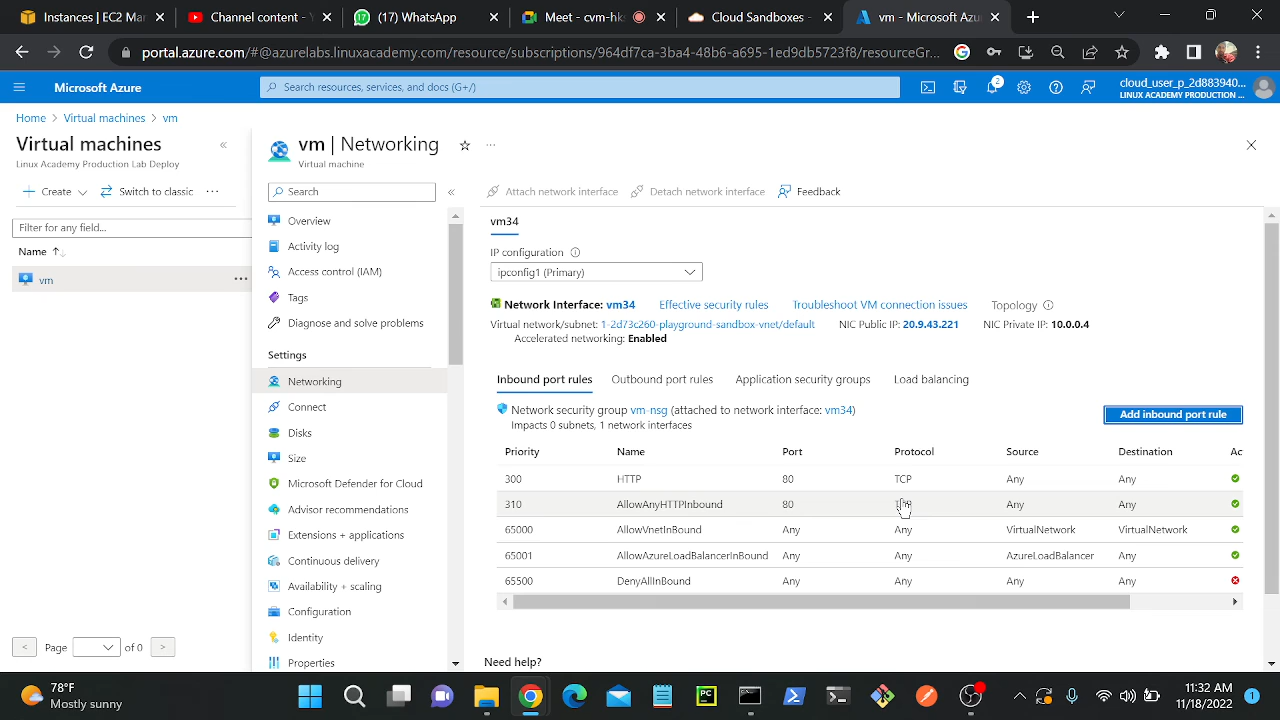 Instances | EC2 Mar
Channel content - Y
(17) WhatsApp
Meet - cvm-hk
Cloud Sandboxes -
vm - Microsoft Azu
portal.azure.com/#@azurelabs.linuxacademy.com/resource/subscriptions/964df7ca-3ba4-48b6-a695-1ed9db5723f8/resourceGr...
Microsoft Azure
Search resources, services, and docs (G+/)
2
cloud_user_p_2d883940...
LINUX ACADEMY PRODUCTION ...
Home > Virtual machines > vm
Virtual machines
Linux Academy Production Lab Deploy
Create
Switch to classic
Filter for any field...
Name
vm
Page
of 0
vm | Networking
Virtual machine
Search
Overview
Activity log
Access control (IAM)
Tags
Diagnose and solve problems
Settings
Networking
Connect
Disks
Size
Microsoft Defender for Cloud
Advisor recommendations
Extensions + applications
Continuous delivery
Availability + scaling
Configuration
Identity
Properties
Attach network interface Detach network interface Feedback
vm34
IP configuration
ipconfig1 (Primary)
Network Interface: vm34 Effective security rules Troubleshoot VM connection issues Topology
Virtual network/subnet: 1-2d73c260-playground-sandbox-vnet/default NIC Public IP: 20.9.43.221 NIC Private IP: 10.0.0.4
Accelerated networking: Enabled
Inbound port rules Outbound port rules Application security groups Load balancing
Network security group vm-nsg (attached to network interface: vm34)
Impacts 0 subnets, 1 network interfaces
Add inbound port rule
Priority Name Port Protocol Source Destination Ac
300 HTTP 80 TCP Any Any
310 AllowAnyHTTPInbound 80 Any Any
65000 AllowVnetInBound Any Any VirtualNetwork VirtualNetwork
65001 AllowAzureLoadBalancerInBound Any Any AzureLoadBalancer Any
65500 DenyAllInBound Any Any Any Any
Need help?
78°F
Mostly sunny
PC
11:32 AM
11/18/2022
1